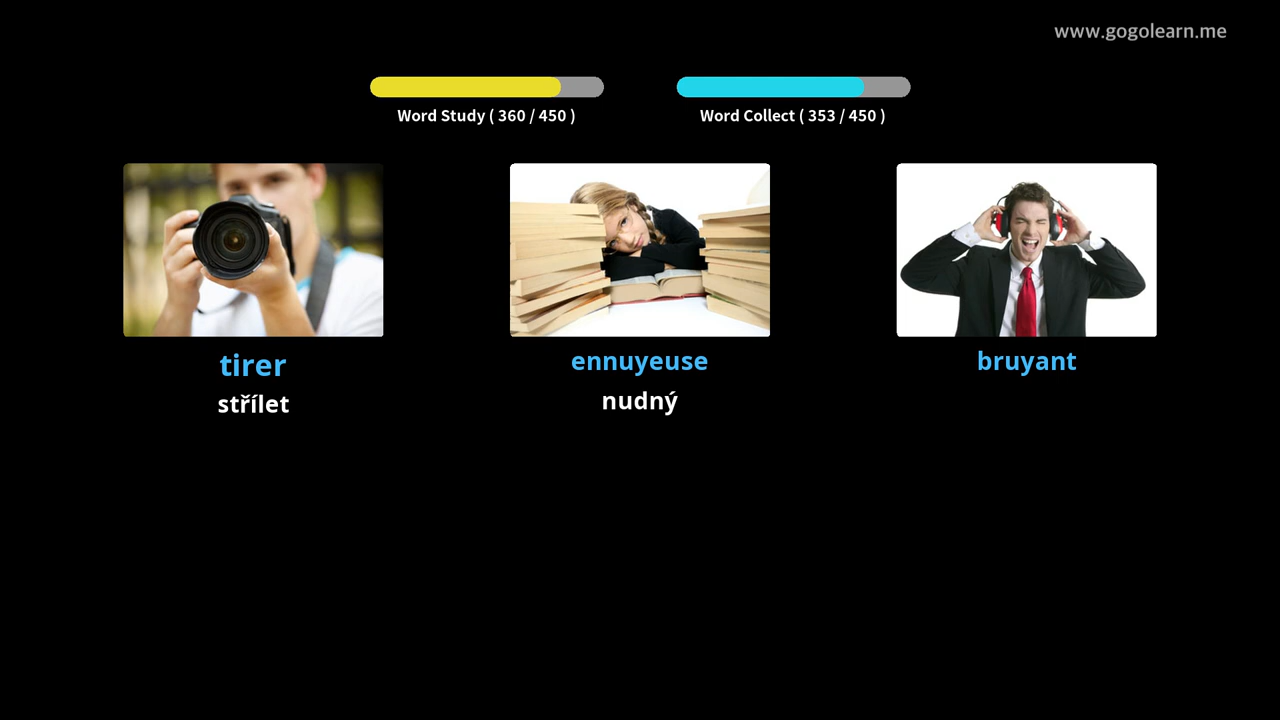 www.gogolearn.me
Word Study ( 360 / 450 )
Word Collect ( 353 / 450 )
tirer
ennuyeuse
bruyant
střílet
nudný